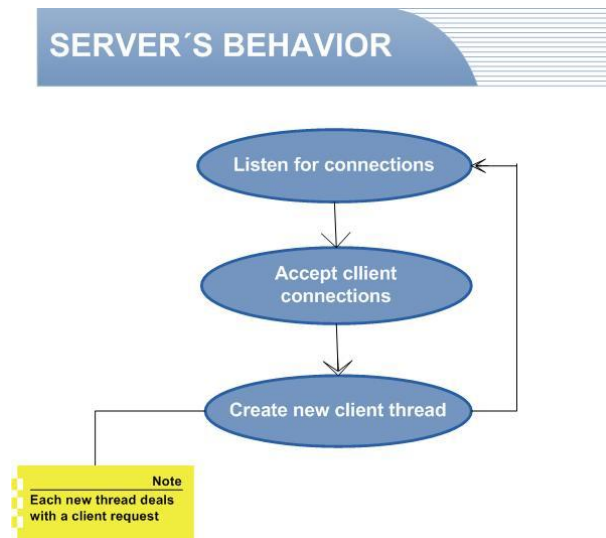 SERVER´S BEHAVIOR
Listen for connections
Accept cllient
connections
Create new client thread
Note
Each new thread deals
with a client request